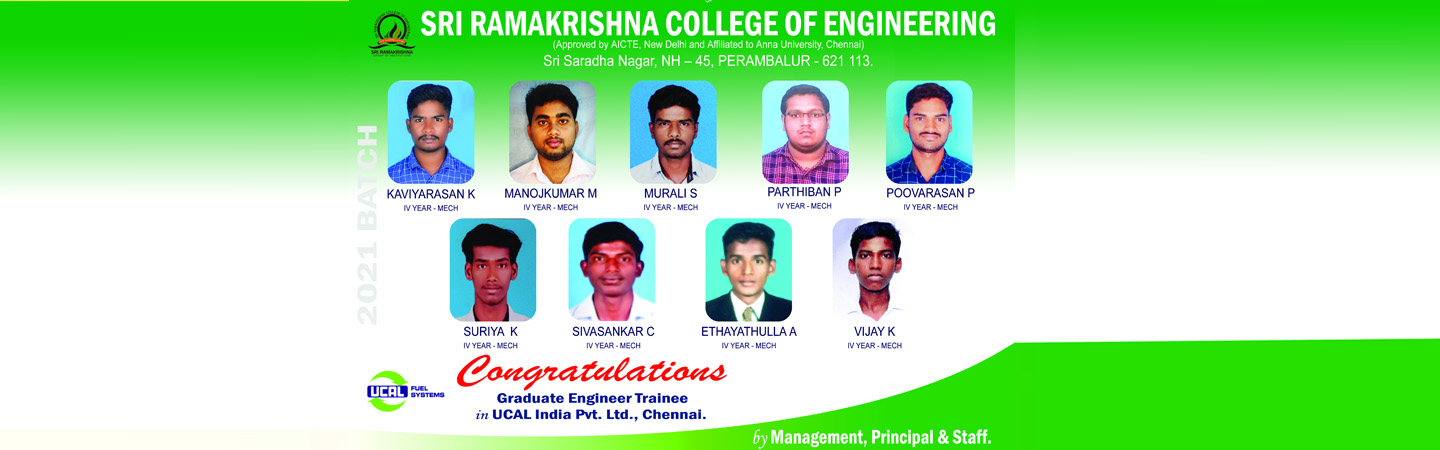 SRI RAMAKRISHNA COLLEGE OF ENGINEERING
(Approved by AICTE, New Delhi and Affiliated to Anna University, Chennai)
Sri Saradha Nagar, NH – 45, PERAMBALUR - 621 113.
SRI RAMAKRISHNA
2021 BATCH
KAVIYARASAN K
IV YEAR - MECH
MANOJKUMAR M
IV YEAR - MECH
MURALI S
IV YEAR - MECH
PARTHIBAN P
IV YEAR - MECH
POOVARASAN P
IV YEAR - MECH
SURIYA K
IV YEAR - MECH
SIVASANKAR C
IV YEAR - MECH
ETHAYATHULLA A
IV YEAR - MECH
VIJAY K
IV YEAR - MECH
Congratulations
UCAL FUEL
SYSTEMS
Graduate Engineer Trainee
in UCAL India Pvt. Ltd., Chennai.
by Management, Principal & Staff.